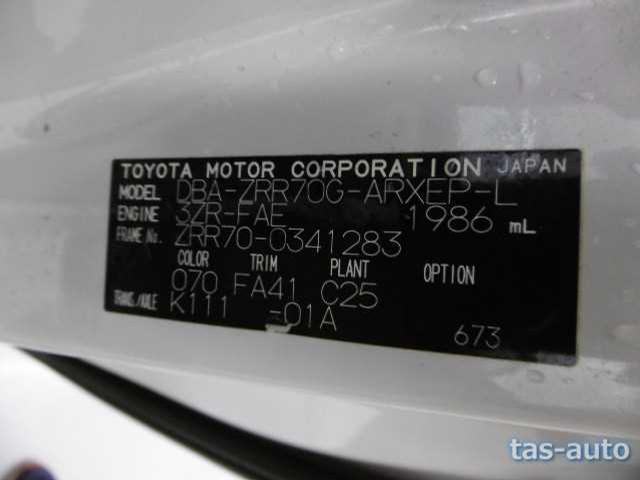 TOYOTA MOTOR CORPORATION JAPAN
MODEL DBA-ZRR70G-ARXEP-L
ENGINE 3ZR-FAE 1986 mL
FRAME No. ZRR70-0341283
COLOR TRIM PLANT OPTION
070 FA41 C25
TRANS./AXLE K111 -01A
673
tas-auto